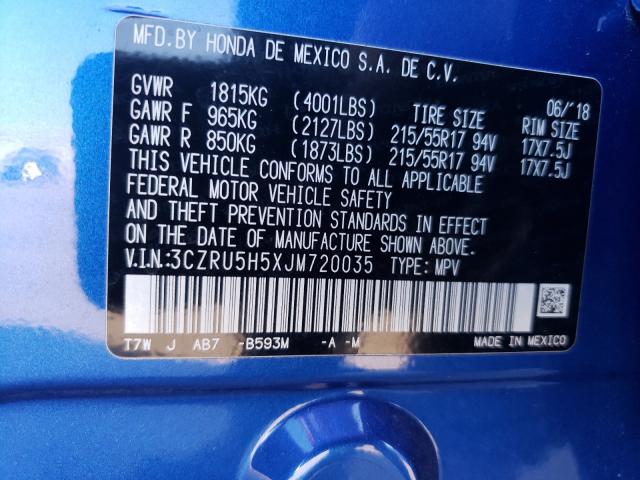 MFD.BY HONDA DE MEXICO S.A. DE C.V.
06/'18
GVWR 1815KG (4001LBS) TIRE SIZE RIM SIZE
GAWR F 965KG (2127LBS) 215/55R17 94V 17X7.5J
GAWR R 850KG (1873LBS) 215/55R17 94V 17X7.5J
THIS VEHICLE CONFORMS TO ALL APPLICABLE
FEDERAL MOTOR VEHICLE SAFETY
AND THEFT PREVENTION STANDARDS IN EFFECT
ON THE DATE OF MANUFACTURE SHOWN ABOVE.
V.I.N:3CZRU5H5XJM720035 TYPE: MPV
T7W J AB7 -B593M -A -M MADE IN MEXICO